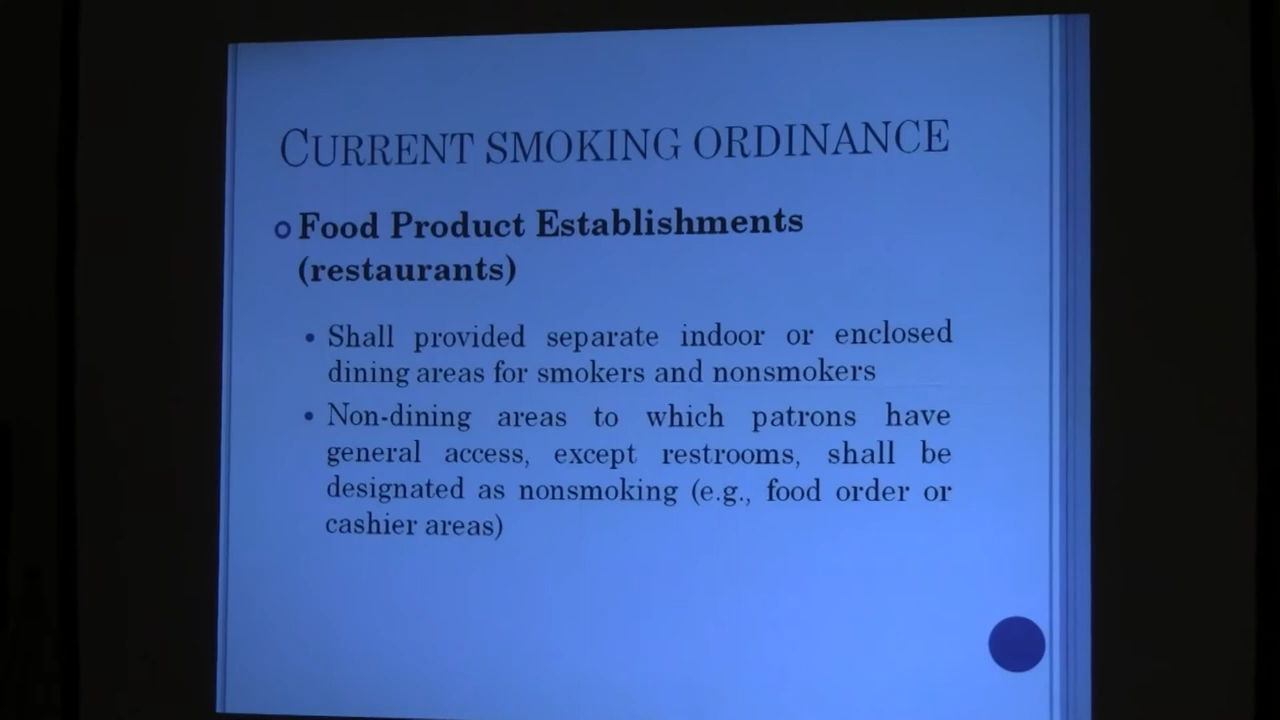 CURRENT SMOKING ORDINANCE
Food Product Establishments
(restaurants)
• Shall provided separate indoor or enclosed
dining areas for smokers and nonsmokers
• Non-dining areas to which patrons have
general access, except restrooms, shall be
designated as nonsmoking (e.g., food order or
cashier areas)